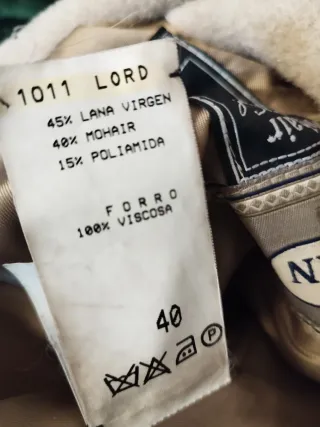 1011 LORD
45% LANA VIRGEN
40% MOHAIR
15% POLIAMIDA
FORRO
100% VISCOSA
40
P